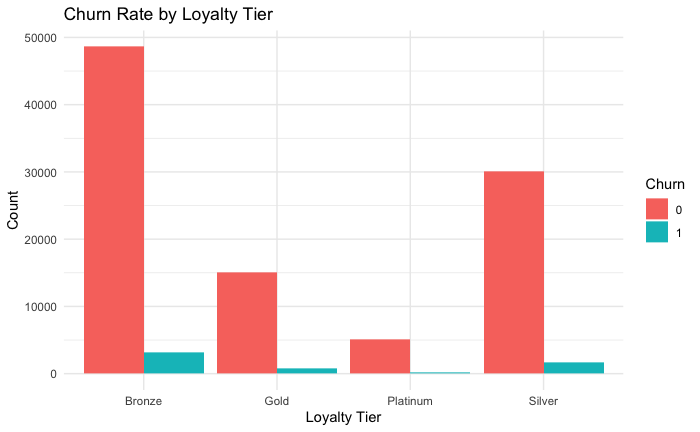 Churn Rate by Loyalty Tier
50000
40000
30000
20000
10000
0
Count
Bronze Gold Platinum Silver
Loyalty Tier
Churn
0
1